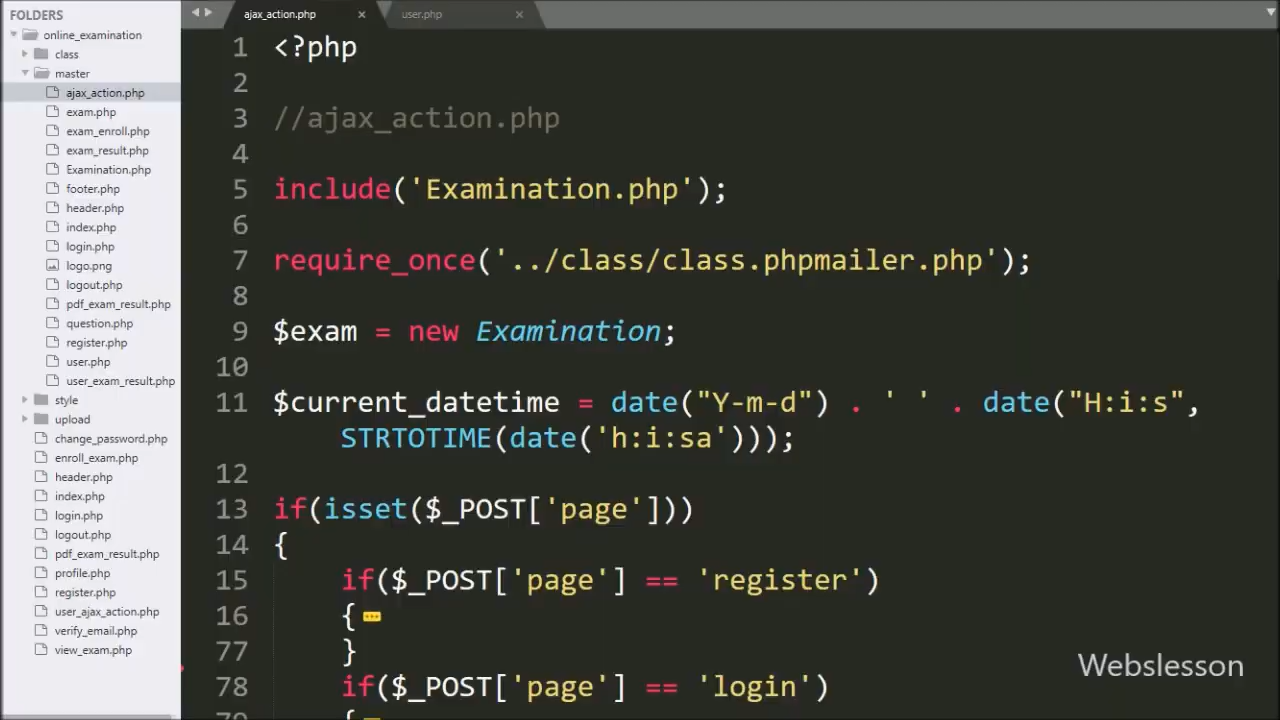 FOLDERS
online_examination
class
master
ajax_action.php
exam.php
exam_enroll.php
exam_result.php
Examination.php
footer.php
header.php
index.php
login.php
logo.png
logout.php
pdf_exam_result.php
question.php
register.php
user.php
user_exam_result.php
style
upload
change_password.php
enroll_exam.php
header.php
index.php
login.php
logout.php
pdf_exam_result.php
profile.php
register.php
user_ajax_action.php
verify_email.php
view_exam.php
ajax_action.php × user.php ×
1 <?php
2
3 //ajax_action.php
4
5 include('Examination.php');
6
7 require_once('../class/class.phpmailer.php');
8
9 $exam = new Examination;
10
11 $current_datetime = date("Y-m-d") . ' ' . date("H:i:s",
STRTOTIME(date('h:i:sa')));
12
13 if(isset($_POST['page']))
14 {
15 if($_POST['page'] == 'register')
16 {
77 }
78 if($_POST['page'] == 'login')
79 {
Webslesson